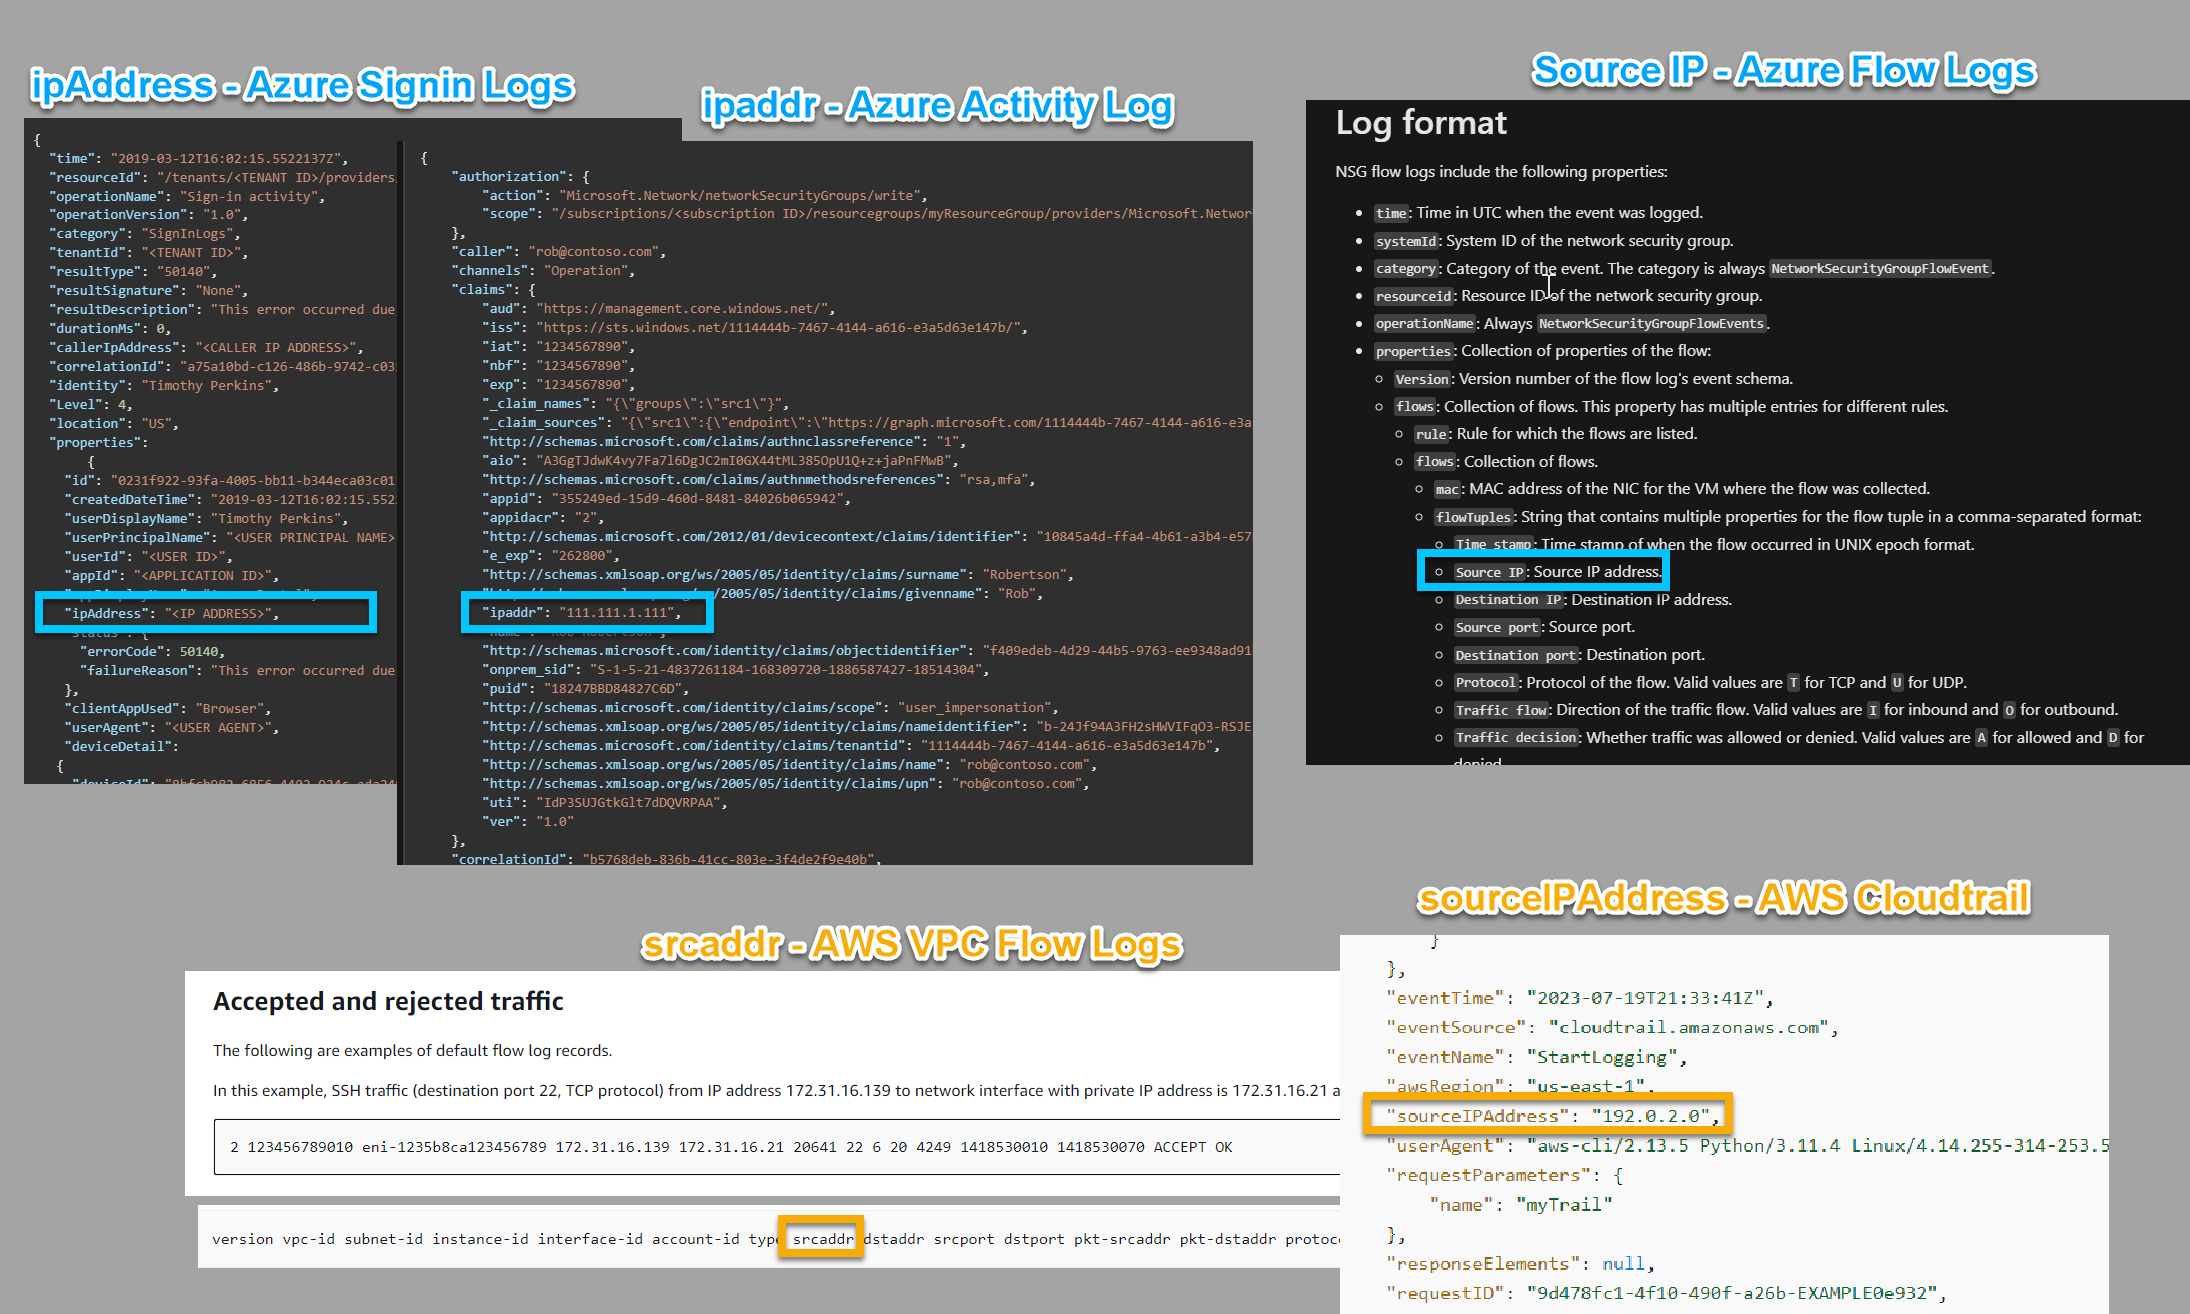 ipAddress - Azure Signin Logs
{
"time": "2019-03-12T16:02:15.5522137Z",
"resourceId": "/tenants/<TENANT ID>/providers/
"operationName": "Sign-in activity",
"operationVersion": "1.0",
"category": "SignInLogs",
"tenantId": "<TENANT ID>",
"resultType": "50140",
"resultSignature": "None",
"resultDescription": "This error occurred due
"durationMs": 0,
"callerIpAddress": "<CALLER IP ADDRESS>",
"correlationId": "a75a10bd-c126-486b-9742-c03
"identity": "Timothy Perkins",
"Level": 4,
"location": "US",
"properties":
{
"id": "0231f922-93fa-4005-bb11-b344eca03c01
"createdDateTime": "2019-03-12T16:02:15.552
"userDisplayName": "Timothy Perkins",
"userPrincipalName": "<USER PRINCIPAL NAME>
"userId": "<USER ID>",
"appId": "<APPLICATION ID>",
"ipAddress": "<IP ADDRESS>",
"status": {
"errorCode": 50140,
"failureReason": "This error occurred due
},
"clientAppUsed": "Browser",
"userAgent": "<USER AGENT>",
"deviceDetail":
{
ipaddr - Azure Activity Log
{
"authorization": {
"action": "Microsoft.Network/networkSecurityGroups/write",
"scope": "/subscriptions/<subscription ID>/resourcegroups/myResourceGroup/providers/Microsoft.Networ
},
"caller": "rob@contoso.com",
"channels": "Operation",
"claims": {
"aud": "https://management.core.windows.net/",
"iss": "https://sts.windows.net/1114444b-7467-4144-a616-e3a5d63e147b/",
"iat": "1234567890",
"nbf": "1234567890",
"exp": "1234567890",
"_claim_names": "{\"groups\":\"src1\"}",
"_claim_sources": "{\"src1\":{\"endpoint\":\"https://graph.microsoft.com/1114444b-7467-4144-a616-e3a
"http://schemas.microsoft.com/claims/authnclassreference": "1",
"aio": "A3GgTJdwK4vy7Fa7l6DgJC2mI0GX44tML385OpU1Q+z+jaPnFMwB",
"http://schemas.microsoft.com/claims/authnmethodsreferences": "rsa,mfa",
"appid": "355249ed-15d9-460d-8481-84026b065942",
"appidacr": "2",
"http://schemas.microsoft.com/2012/01/devicecontext/claims/identifier": "10845a4d-ffa4-4b61-a3b4-e57
"e_exp": "262800",
"http://schemas.xmlsoap.org/ws/2005/05/identity/claims/surname": "Robertson",
"http://schemas.xmlsoap.org/ws/2005/05/identity/claims/givenname": "Rob",
"ipaddr": "111.111.1.111",
"name": "Rob Robertson",
"http://schemas.microsoft.com/identity/claims/objectidentifier": "f409edeb-4d29-44b5-9763-ee9348ad91
"onprem_sid": "S-1-5-21-4837261184-168309720-1886587427-18514304",
"puid": "18247BBD84827C6D",
"http://schemas.microsoft.com/identity/claims/scope": "user_impersonation",
"http://schemas.xmlsoap.org/ws/2005/05/identity/claims/nameidentifier": "b-24Jf94A3FH2sHWVIFqO3-RSJE
"http://schemas.microsoft.com/identity/claims/tenantid": "1114444b-7467-4144-a616-e3a5d63e147b",
"http://schemas.xmlsoap.org/ws/2005/05/identity/claims/name": "rob@contoso.com",
"http://schemas.xmlsoap.org/ws/2005/05/identity/claims/upn": "rob@contoso.com",
"uti": "IdP3SUJGtkGlt7dDQVRPAA",
"ver": "1.0"
},
"correlationId": "b5768deb-836b-41cc-803e-3f4de2f9e40b",
Source IP - Azure Flow Logs
Log format
NSG flow logs include the following properties:
• time: Time in UTC when the event was logged.
• systemId: System ID of the network security group.
• category: Category of the event. The category is always NetworkSecurityGroupFlowEvent.
• resourceid: Resource ID of the network security group.
• operationName: Always NetworkSecurityGroupFlowEvents.
• properties: Collection of properties of the flow:
○ Version: Version number of the flow log's event schema.
○ flows: Collection of flows. This property has multiple entries for different rules.
○ rule: Rule for which the flows are listed.
○ flows: Collection of flows.
○ mac: MAC address of the NIC for the VM where the flow was collected.
○ flowTuples: String that contains multiple properties for the flow tuple in a comma-separated format:
○ Time stamp: Time stamp of when the flow occurred in UNIX epoch format.
○ Source IP: Source IP address.
○ Destination IP: Destination IP address.
○ Source port: Source port.
○ Destination port: Destination port.
○ Protocol: Protocol of the flow. Valid values are T for TCP and U for UDP.
○ Traffic flow: Direction of the traffic flow. Valid values are I for inbound and O for outbound.
○ Traffic decision: Whether traffic was allowed or denied. Valid values are A for allowed and D for
denied.
srcaddr - AWS VPC Flow Logs
Accepted and rejected traffic
The following are examples of default flow log records.
In this example, SSH traffic (destination port 22, TCP protocol) from IP address 172.31.16.139 to network interface with private IP address is 172.31.16.21 a
2 123456789010 eni-1235b8ca123456789 172.31.16.139 172.31.16.21 20641 22 6 20 4249 1418530010 1418530070 ACCEPT OK
version vpc-id subnet-id instance-id interface-id account-id type srcaddr dstaddr srcport dstport pkt-srcaddr pkt-dstaddr protoco
sourceIPAddress - AWS Cloudtrail
}
},
"eventTime": "2023-07-19T21:33:41Z",
"eventSource": "cloudtrail.amazonaws.com",
"eventName": "StartLogging",
"awsRegion": "us-east-1",
"sourceIPAddress": "192.0.2.0",
"userAgent": "aws-cli/2.13.5 Python/3.11.4 Linux/4.14.255-314-253.5
"requestParameters": {
"name": "myTrail"
},
"responseElements": null,
"requestID": "9d478fc1-4f10-490f-a26b-EXAMPLE0e932",